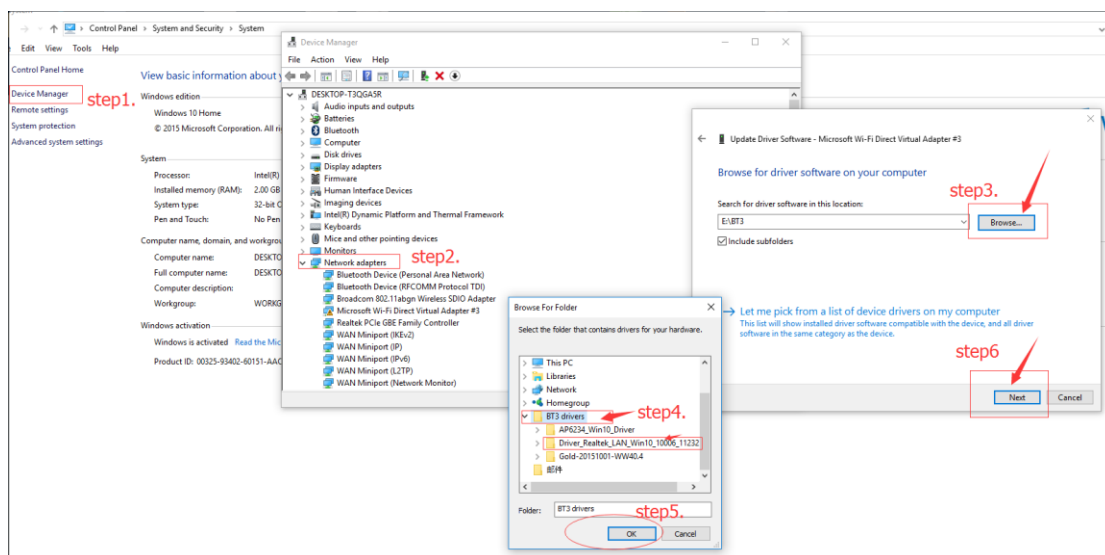 Control Panel > System and Security > System
Edit View Tools Help
Control Panel Home
Device Manager
step1.
Remote settings
System protection
Advanced system settings
View basic information about
Windows edition
Windows 10 Home
© 2015 Microsoft Corporation. All
System
Processor: Intel(R)
Installed memory (RAM): 2.00 GB
System type: 32-bit
Pen and Touch: No Pen
Computer name, domain, and
Computer name:
Full computer name:
Computer description:
Workgroup:
Windows activation
Windows is activated Read the
Product ID: 00325-93402-60151-
Device Manager
File Action View Help
DESKTOP-T3QGA5R
Audio inputs and outputs
Batteries
Bluetooth
Computer
Disk drives
Display adapters
Firmware
Human Interface Devices
Imaging devices
Intel(R) Dynamic Platform and Thermal Framework
Keyboards
Mice and other pointing devices
Monitors
step2.
Network adapters
Bluetooth Device (Personal Area Network)
Bluetooth Device (RFCOMM Protocol TDI)
Broadcom 802.11abgn Wireless SDIO Adapter
Microsoft Wi-Fi Direct Virtual Adapter #3
Realtek PCIe GBE Family Controller
WAN Miniport (IKEv2)
WAN Miniport (IP)
WAN Miniport (IPv6)
WAN Miniport (L2TP)
WAN Miniport (Network Monitor)
Update Driver Software - Microsoft Wi-Fi Direct Virtual Adapter #3
Browse for driver software on your computer
step3.
Search for driver software in this location:
E:\BT3
Browse...
Include subfolders
Let me pick from a list of device drivers on my computer
This list will show installed driver software compatible with the device, and all driver
software in the same category as the device.
step6
Next Cancel
Browse For Folder
Select the folder that contains drivers for your hardware.
This PC
Libraries
Network
Homegroup
BT3 drivers
step4.
AP6234_Win10_Driver
Driver_Realtek_LAN_Win10_10006_11232
Gold-20151001-WW40.4
邮件
Folder: BT3 drivers
step5.
OK Cancel